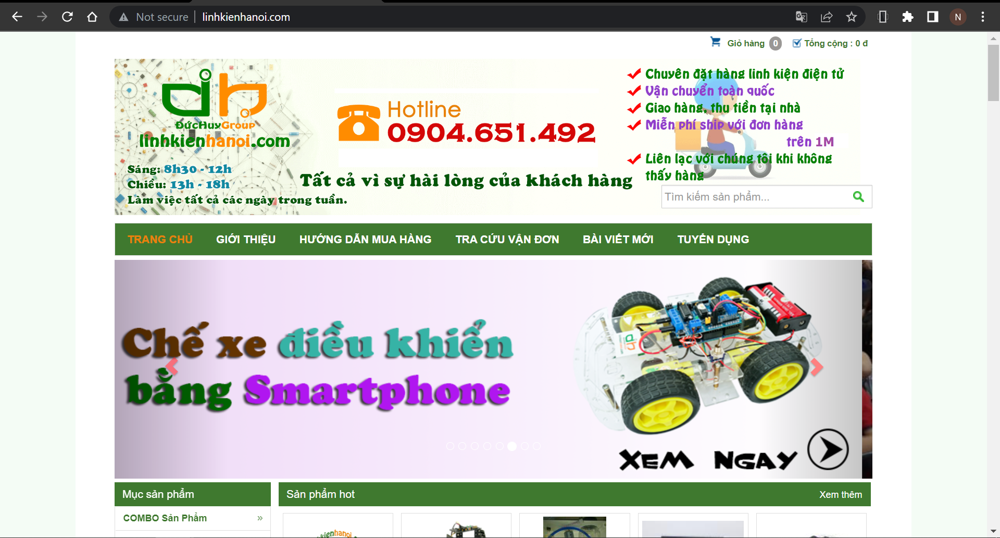 Not secure
linhkienhanoi.com
N
Giỏ hàng 0
Tổng cộng : 0 đ
ĐứcHuyGroup
linhkienhanoi.com
Sáng: 8h30 - 12h
Chiều: 13h - 18h
Làm việc tất cả các ngày trong tuần.
Hotline
0904.651.492
Tất cả vì sự hài lòng của khách hàng
Chuyên đặt hàng linh kiện điện tử
Vận chuyển toàn quốc
Giao hàng, thu tiền tại nhà
Miễn phí ship với đơn hàng
trên 1M
Liên lạc với chúng tôi khi không
thấy hàng
Tìm kiếm sản phẩm...
TRANG CHỦ
GIỚI THIỆU
HƯỚNG DẪN MUA HÀNG
TRA CỨU VẬN ĐƠN
BÀI VIẾT MỚI
TUYỂN DỤNG
Chế xe điều khiển
bằng Smartphone
XEM NGAY
Mục sản phẩm
COMBO Sản Phẩm »
Sản phẩm hot
Xem thêm